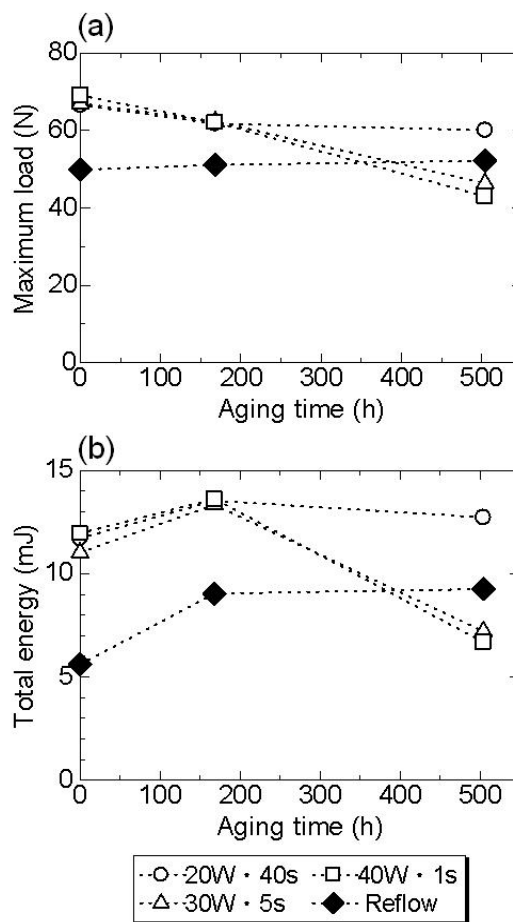 (a)
80
60
40
20
0
Maximum load (N)
0 100 200 300 400 500
Aging time (h)
(b)
15
10
5
0
Total energy (mJ)
0 100 200 300 400 500
Aging time (h)
20W・40s 40W・1s
30W・5s Reflow